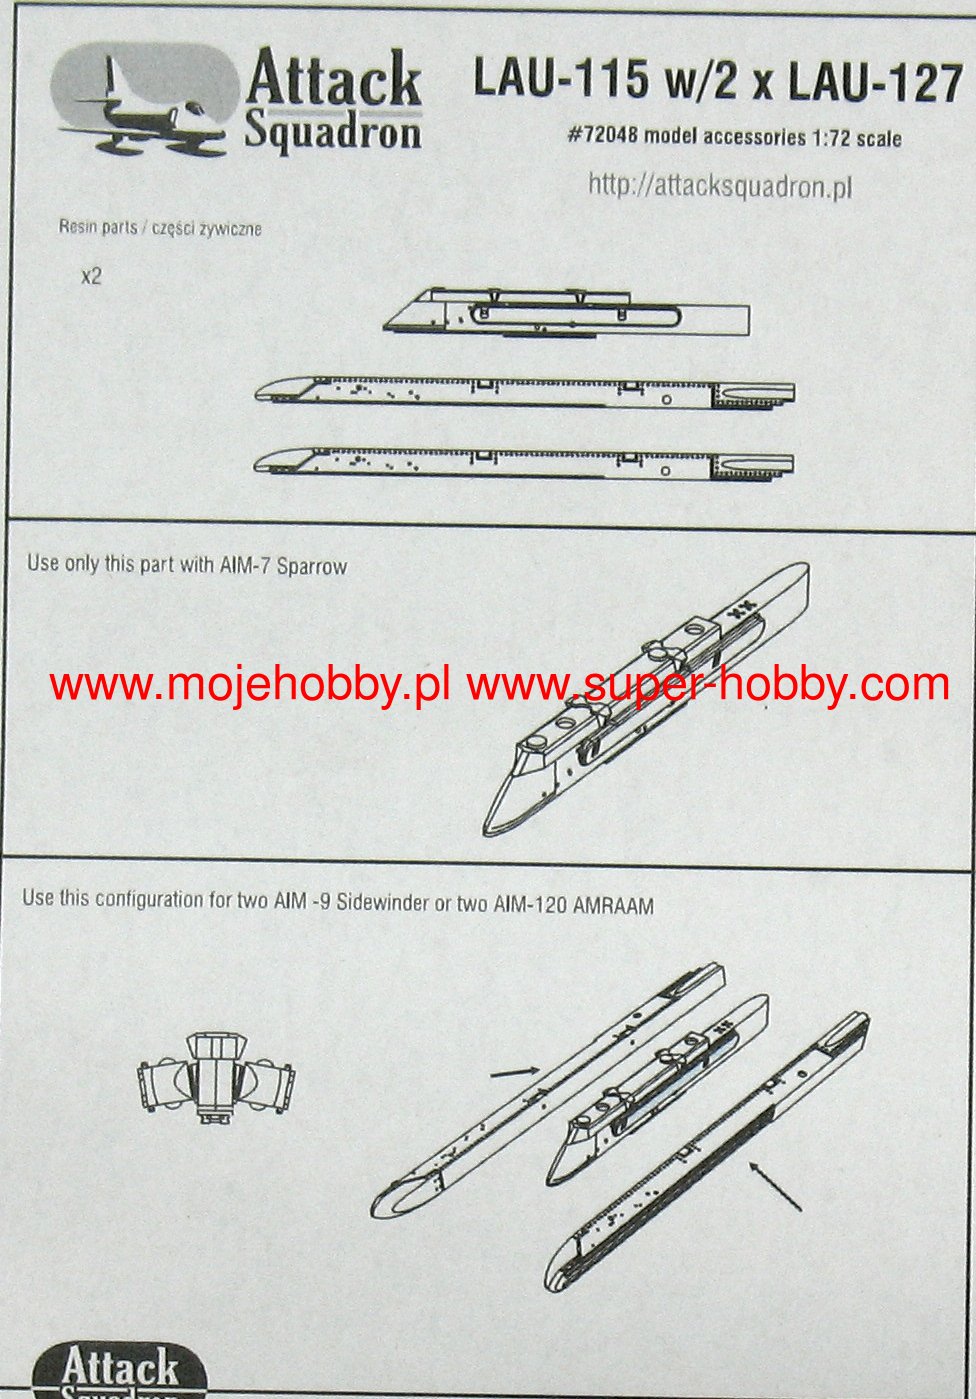 Attack
Squadron
LAU-115 w/2 x LAU-127
#72048 model accessories 1:72 scale
http://attacksquadron.pl
Resin parts / części żywiczne
x2
Use only this part with AIM-7 Sparrow
www.mojehobby.pl www.super-hobby.com
Use this configuration for two AIM -9 Sidewinder or two AIM-120 AMRAAM
Attack
Squadron